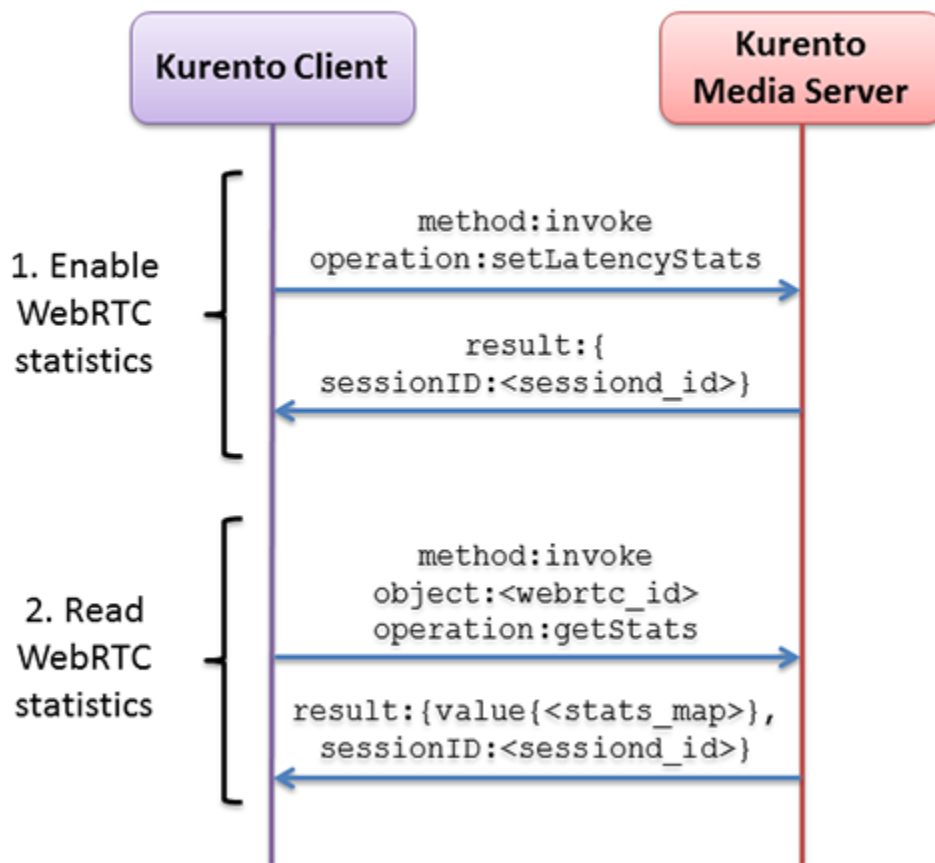 Kurento Client
Kurento
Media Server
1. Enable
WebRTC
statistics
method:invoke
operation:setLatencyStats
result:{
sessionID:<sessiond_id>}
2. Read
WebRTC
statistics
method:invoke
object:<webrtc_id>
operation:getStats
result:{value{<stats_map>},
sessionID:<sessiond_id>}